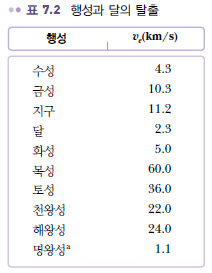 표 7.2 행성과 달의 탈출
행성 vₑ(km/s)
수성 4.3
금성 10.3
지구 11.2
달 2.3
화성 5.0
목성 60.0
토성 36.0
천왕성 22.0
해왕성 24.0
명왕성ᵃ 1.1